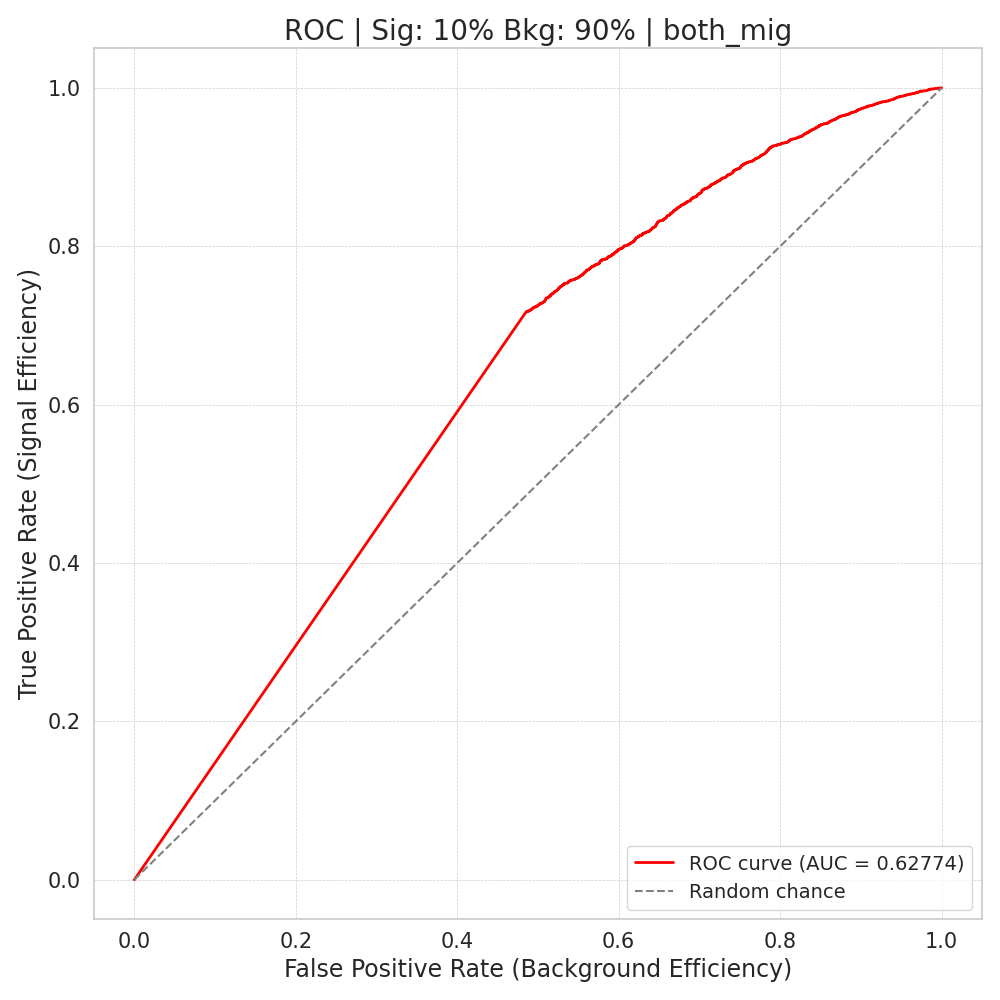 ROC | Sig: 10% Bkg: 90% | both_mig
True Positive Rate (Signal Efficiency)
1.0
0.8
0.6
0.4
0.2
0.0
ROC curve (AUC = 0.62774)
Random chance
0.0 0.2 0.4 0.6 0.8 1.0
False Positive Rate (Background Efficiency)